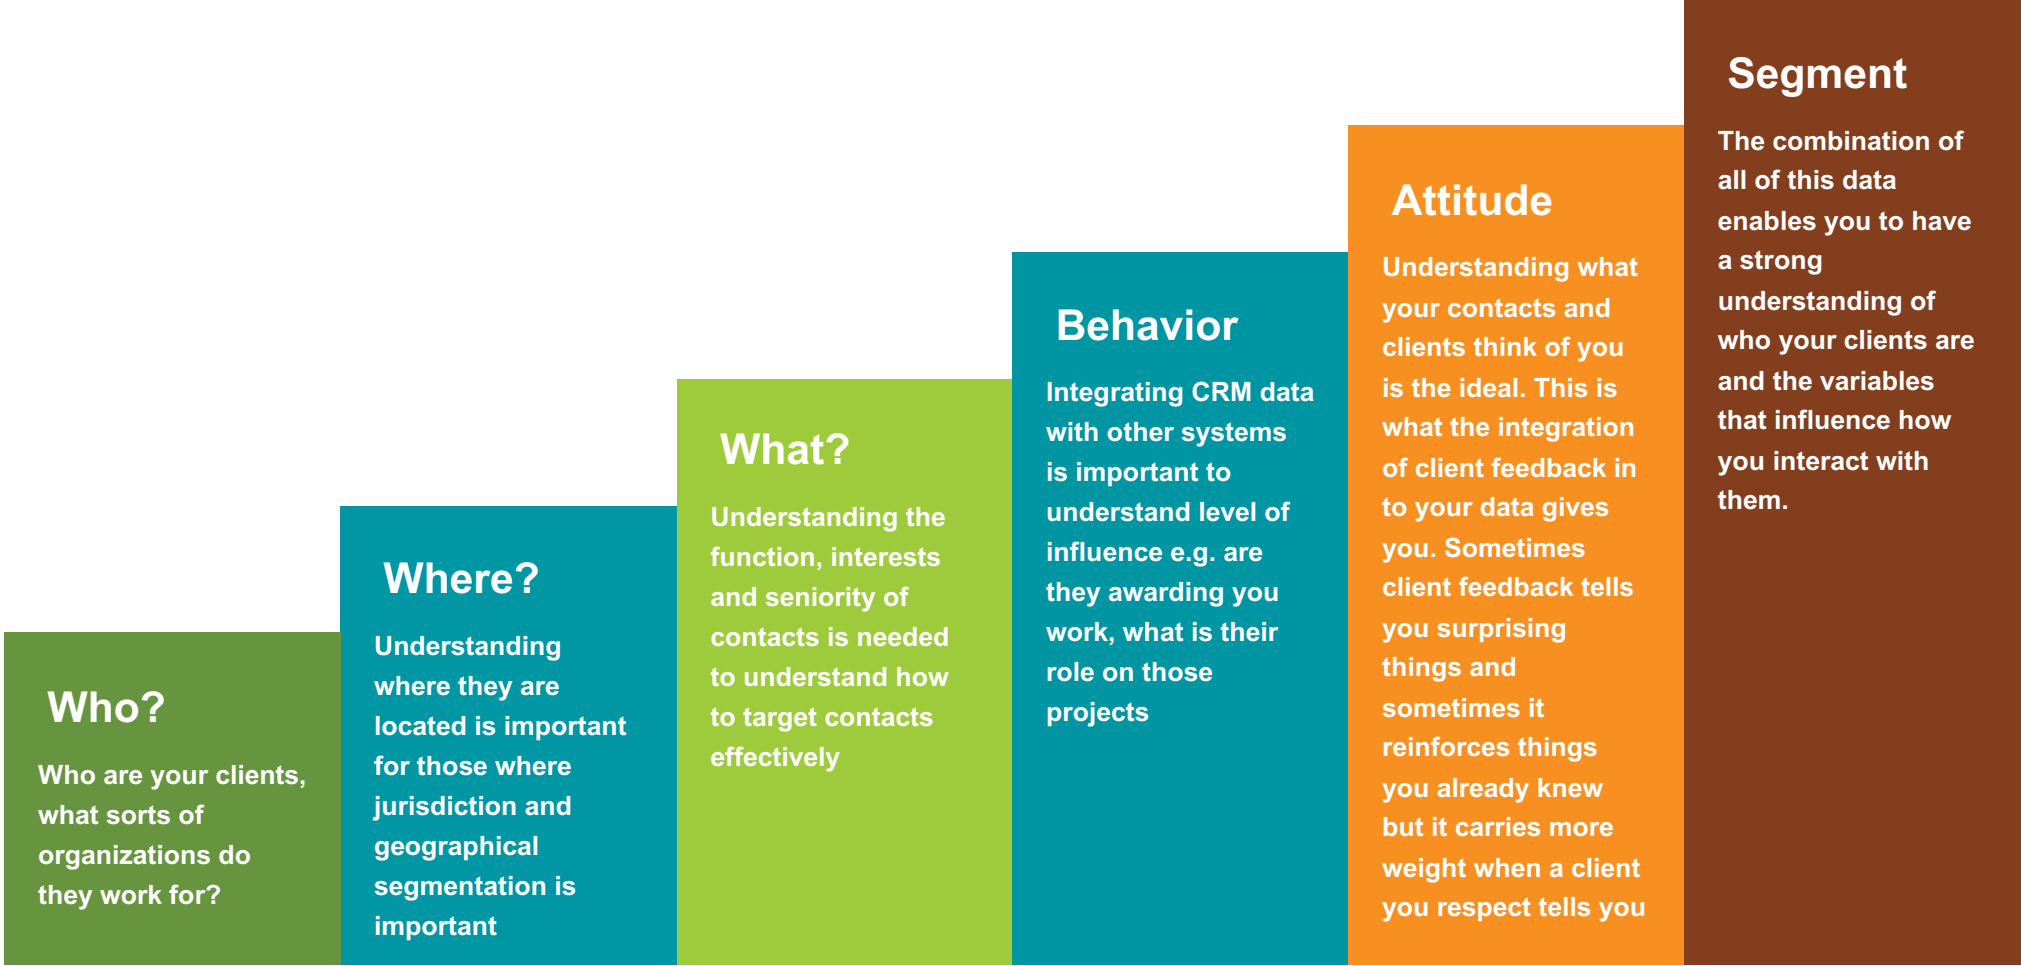 Who?
Who are your clients,
what sorts of
organizations do
they work for?
Where?
Understanding
where they are
located is important
for those where
jurisdiction and
geographical
segmentation is
important
What?
Understanding the
function, interests
and seniority of
contacts is needed
to understand how
to target contacts
effectively
Behavior
Integrating CRM data
with other systems
is important to
understand level of
influence e.g. are
they awarding you
work, what is their
role on those
projects
Attitude
Understanding what
your contacts and
clients think of you
is the ideal. This is
what the integration
of client feedback in
to your data gives
you. Sometimes
client feedback tells
you surprising
things and
sometimes it
reinforces things
you already knew
but it carries more
weight when a client
you respect tells you
Segment
The combination of
all of this data
enables you to have
a strong
understanding of
who your clients are
and the variables
that influence how
you interact with
them.